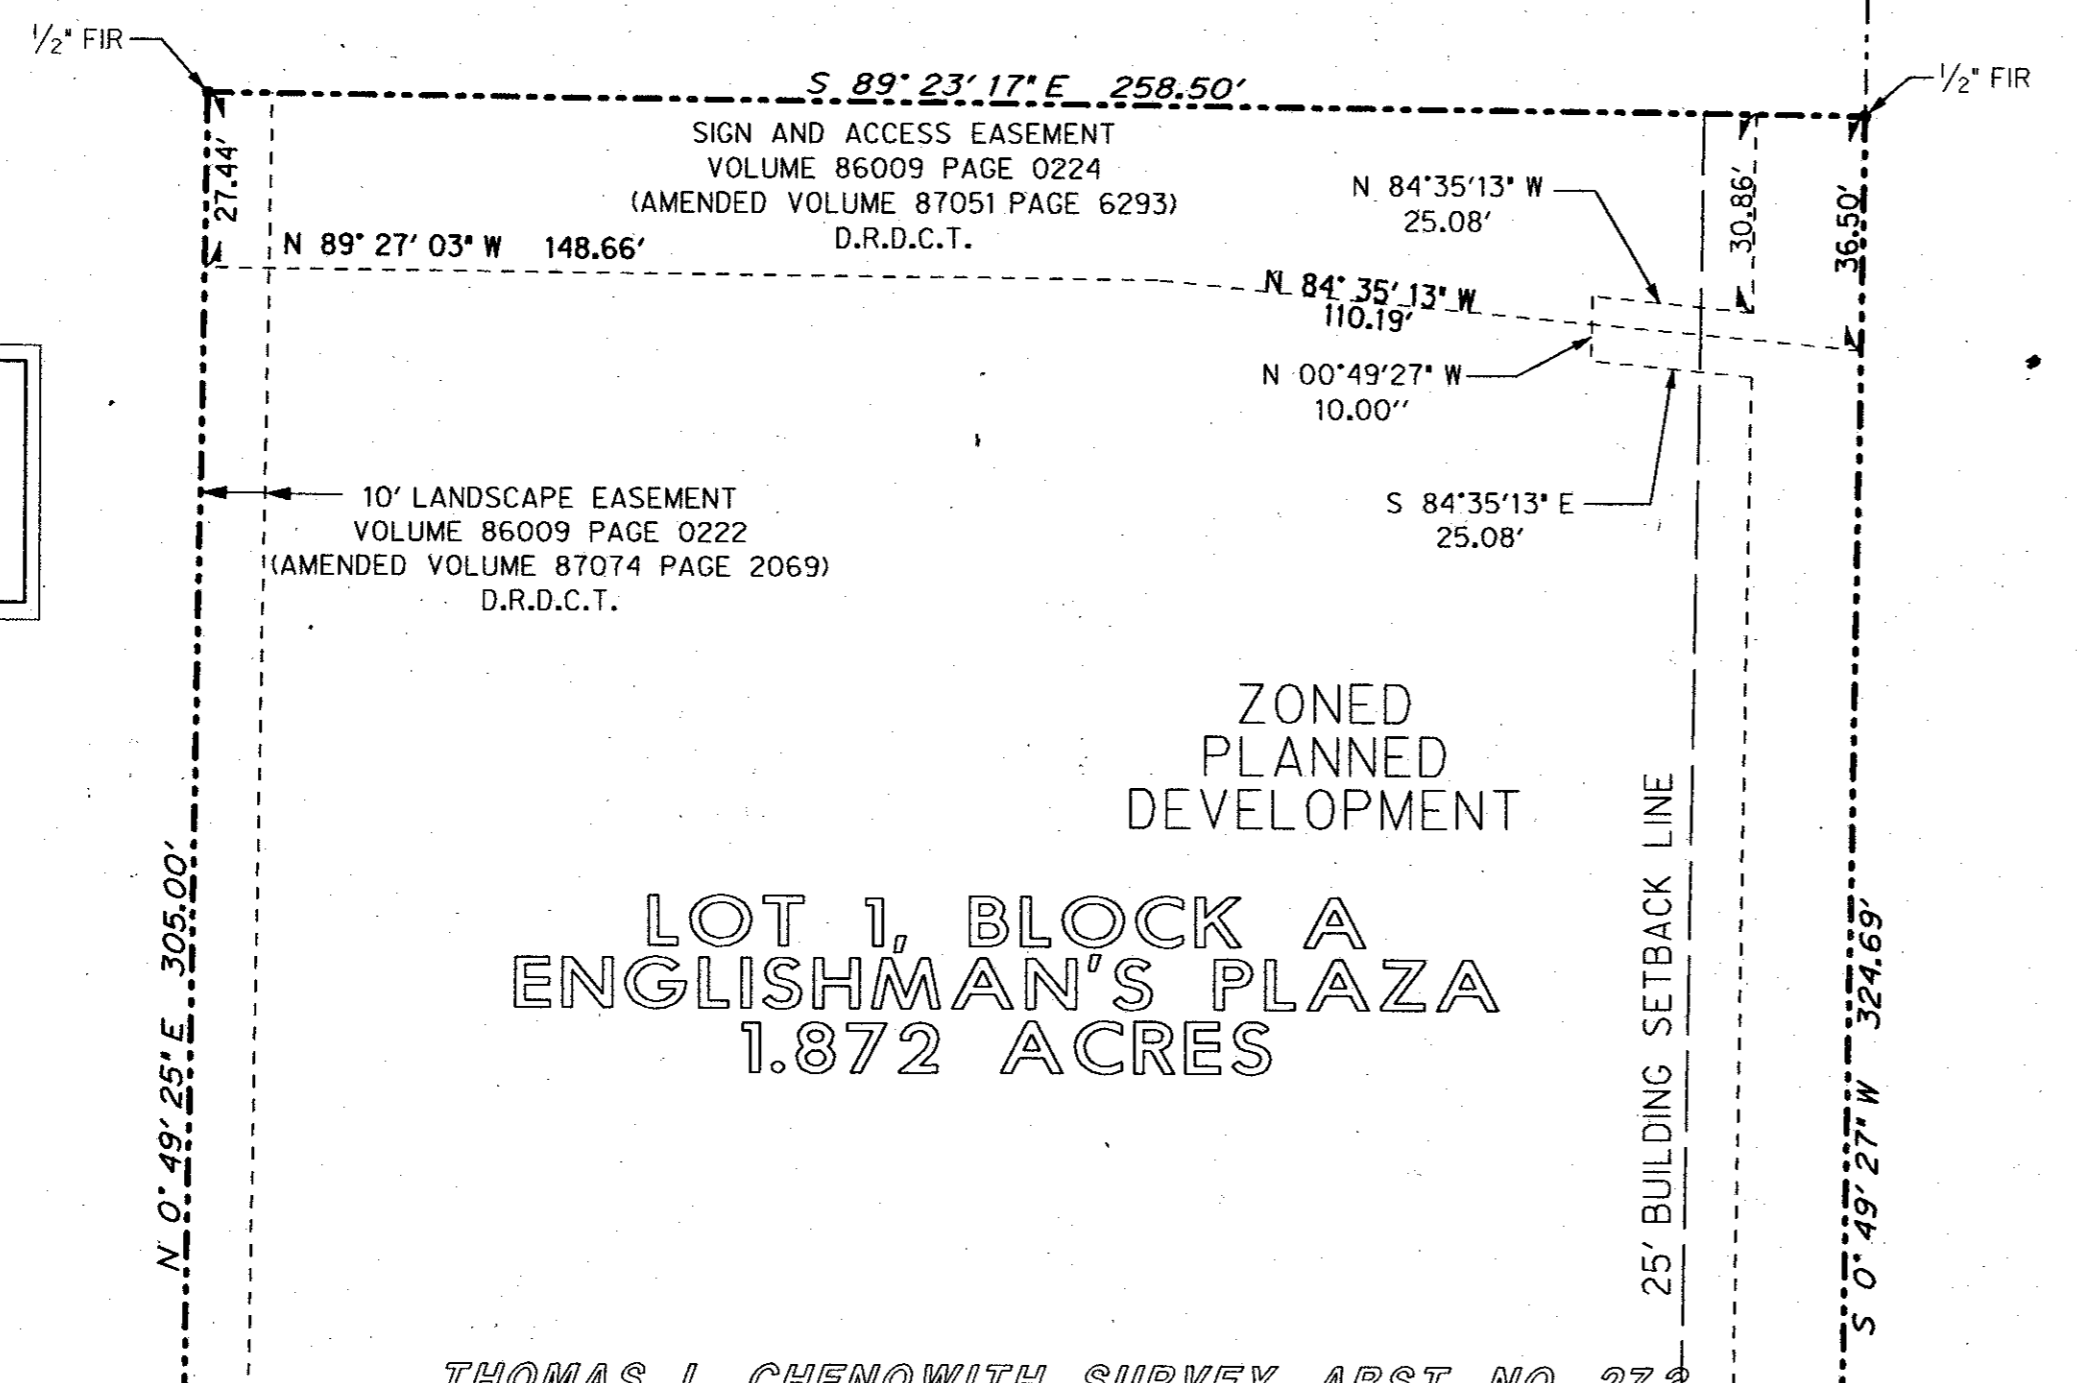 1/2" FIR
S 89° 23' 17" E 258.50'
1/2" FIR
27.44'
SIGN AND ACCESS EASEMENT
VOLUME 86009 PAGE 0224
(AMENDED VOLUME 87051 PAGE 6293)
D.R.D.C.T.
N 84°35'13" W
25.08'
30.86'
36.50'
N 89° 27' 03" W 148.66'
N 84° 35' 13" W
110.19'
N 00°49'27" W
10.00''
S 84°35'13" E
25.08'
10' LANDSCAPE EASEMENT
VOLUME 86009 PAGE 0222
(AMENDED VOLUME 87074 PAGE 2069)
D.R.D.C.T.
ZONED
PLANNED
DEVELOPMENT
LOT 1, BLOCK A
ENGLISHMAN'S PLAZA
1.872 ACRES
N 0° 49' 25" E 305.00'
25' BUILDING SETBACK LINE
S 0° 49' 27" W 324.69'
THOMAS L. CHENOWITH SURVEY ABST. NO. 273